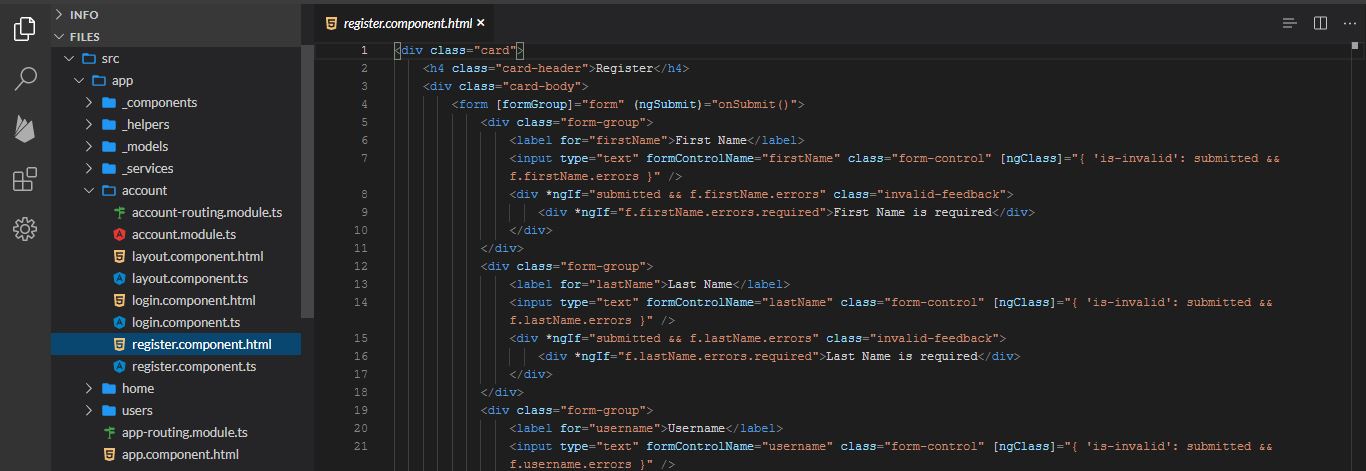 INFO
FILES
src
app
_components
_helpers
_models
_services
account
account-routing.module.ts
account.module.ts
layout.component.html
layout.component.ts
login.component.html
login.component.ts
register.component.html
register.component.ts
home
users
app-routing.module.ts
app.component.html
register.component.html ×
1 <div class="card">
2 <h4 class="card-header">Register</h4>
3 <div class="card-body">
4 <form [formGroup]="form" (ngSubmit)="onSubmit()">
5 <div class="form-group">
6 <label for="firstName">First Name</label>
7 <input type="text" formControlName="firstName" class="form-control" [ngClass]="{ 'is-invalid': submitted &&
f.firstName.errors }" />
8 <div *ngIf="submitted && f.firstName.errors" class="invalid-feedback">
9 <div *ngIf="f.firstName.errors.required">First Name is required</div>
10 </div>
11 </div>
12 <div class="form-group">
13 <label for="lastName">Last Name</label>
14 <input type="text" formControlName="lastName" class="form-control" [ngClass]="{ 'is-invalid': submitted &&
f.lastName.errors }" />
15 <div *ngIf="submitted && f.lastName.errors" class="invalid-feedback">
16 <div *ngIf="f.lastName.errors.required">Last Name is required</div>
17 </div>
18 </div>
19 <div class="form-group">
20 <label for="username">Username</label>
21 <input type="text" formControlName="username" class="form-control" [ngClass]="{ 'is-invalid': submitted &&
f.username.errors }" />